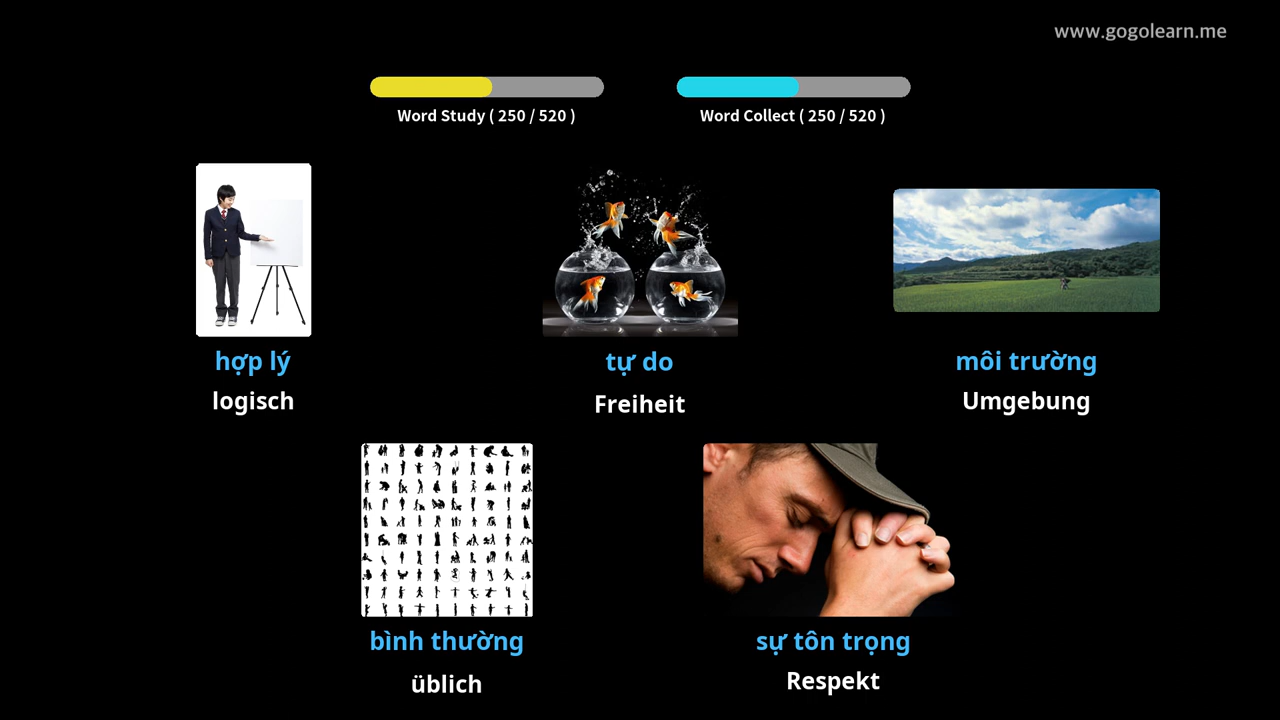 www.gogolearn.me
Word Study ( 250 / 520 )
Word Collect ( 250 / 520 )
hợp lý
logisch
tự do
Freiheit
môi trường
Umgebung
bình thường
üblich
sự tôn trọng
Respekt